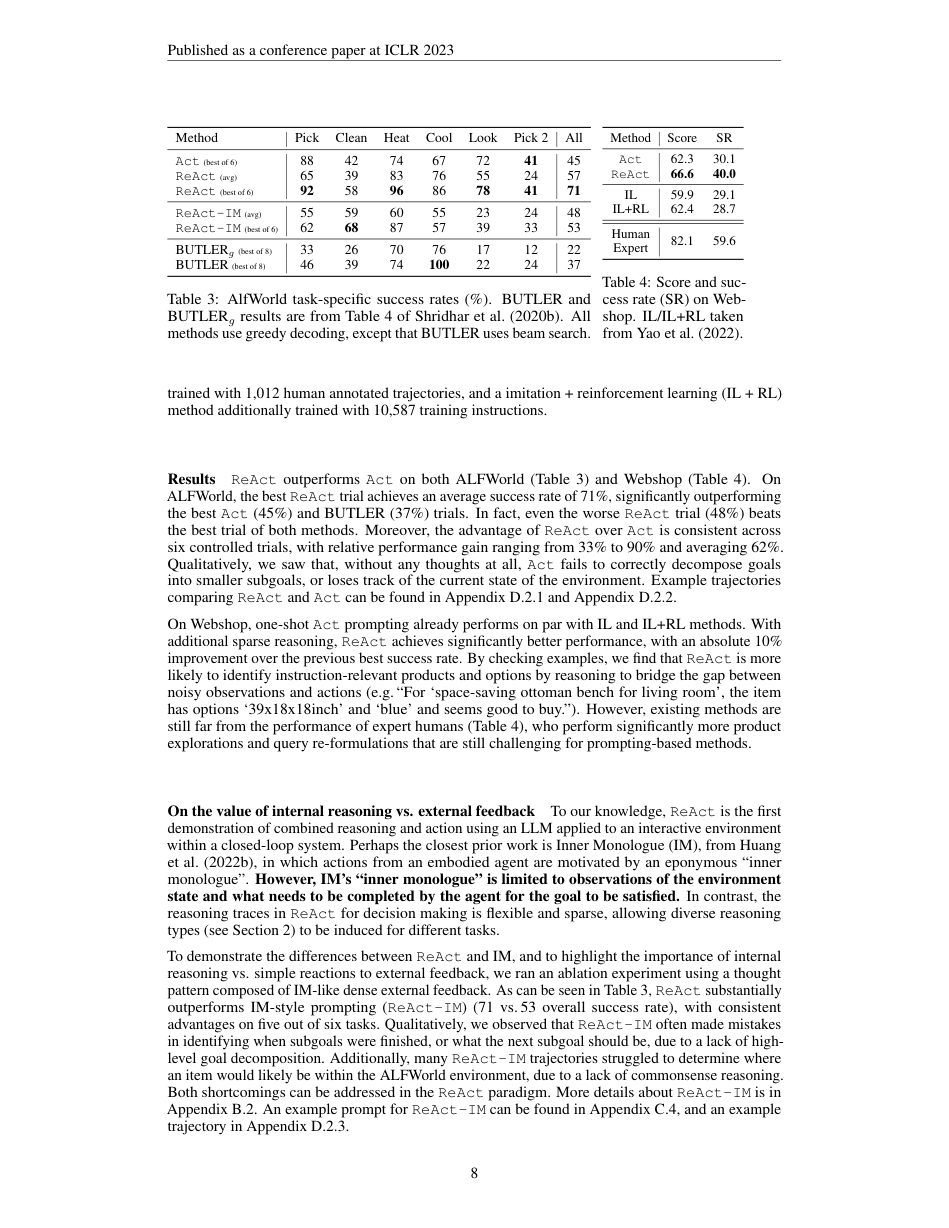 Published as a conference paper at ICLR 2023
Method Pick Clean Heat Cool Look Pick 2 All
Act (best of 6) 88 42 74 67 72 41 45
ReAct (avg) 65 39 83 76 55 24 57
ReAct (best of 6) 92 58 96 86 78 41 71
ReAct-IM (avg) 55 59 60 55 23 24 48
ReAct-IM (best of 6) 62 68 87 57 39 33 53
BUTLERg (best of 8) 33 26 70 76 17 12 22
BUTLER (best of 8) 46 39 74 100 22 24 37
Table 3: AlfWorld task-specific success rates (%). BUTLER and
BUTLERg results are from Table 4 of Shridhar et al. (2020b). All
methods use greedy decoding, except that BUTLER uses beam search.
Method Score SR
Act 62.3 30.1
ReAct 66.6 40.0
IL 59.9 29.1
IL+RL 62.4 28.7
Human
Expert 82.1 59.6
Table 4: Score and suc-
cess rate (SR) on Web-
shop. IL/IL+RL taken
from Yao et al. (2022).
trained with 1,012 human annotated trajectories, and a imitation + reinforcement learning (IL + RL)
method additionally trained with 10,587 training instructions.
Results ReAct outperforms Act on both ALFWorld (Table 3) and Webshop (Table 4). On
ALFWorld, the best ReAct trial achieves an average success rate of 71%, significantly outperforming
the best Act (45%) and BUTLER (37%) trials. In fact, even the worse ReAct trial (48%) beats
the best trial of both methods. Moreover, the advantage of ReAct over Act is consistent across
six controlled trials, with relative performance gain ranging from 33% to 90% and averaging 62%.
Qualitatively, we saw that, without any thoughts at all, Act fails to correctly decompose goals
into smaller subgoals, or loses track of the current state of the environment. Example trajectories
comparing ReAct and Act can be found in Appendix D.2.1 and Appendix D.2.2.
On Webshop, one-shot Act prompting already performs on par with IL and IL+RL methods. With
additional sparse reasoning, ReAct achieves significantly better performance, with an absolute 10%
improvement over the previous best success rate. By checking examples, we find that ReAct is more
likely to identify instruction-relevant products and options by reasoning to bridge the gap between
noisy observations and actions (e.g. “For ‘space-saving ottoman bench for living room’, the item
has options ‘39x18x18inch’ and ‘blue’ and seems good to buy.”). However, existing methods are
still far from the performance of expert humans (Table 4), who perform significantly more product
explorations and query re-formulations that are still challenging for prompting-based methods.
On the value of internal reasoning vs. external feedback To our knowledge, ReAct is the first
demonstration of combined reasoning and action using an LLM applied to an interactive environment
within a closed-loop system. Perhaps the closest prior work is Inner Monologue (IM), from Huang
et al. (2022b), in which actions from an embodied agent are motivated by an eponymous “inner
monologue”. However, IM’s “inner monologue” is limited to observations of the environment
state and what needs to be completed by the agent for the goal to be satisfied. In contrast, the
reasoning traces in ReAct for decision making is flexible and sparse, allowing diverse reasoning
types (see Section 2) to be induced for different tasks.
To demonstrate the differences between ReAct and IM, and to highlight the importance of internal
reasoning vs. simple reactions to external feedback, we ran an ablation experiment using a thought
pattern composed of IM-like dense external feedback. As can be seen in Table 3, ReAct substantially
outperforms IM-style prompting (ReAct-IM) (71 vs. 53 overall success rate), with consistent
advantages on five out of six tasks. Qualitatively, we observed that ReAct-IM often made mistakes
in identifying when subgoals were finished, or what the next subgoal should be, due to a lack of high-
level goal decomposition. Additionally, many ReAct-IM trajectories struggled to determine where
an item would likely be within the ALFWorld environment, due to a lack of commonsense reasoning.
Both shortcomings can be addressed in the ReAct paradigm. More details about ReAct-IM is in
Appendix B.2. An example prompt for ReAct-IM can be found in Appendix C.4, and an example
trajectory in Appendix D.2.3.
8